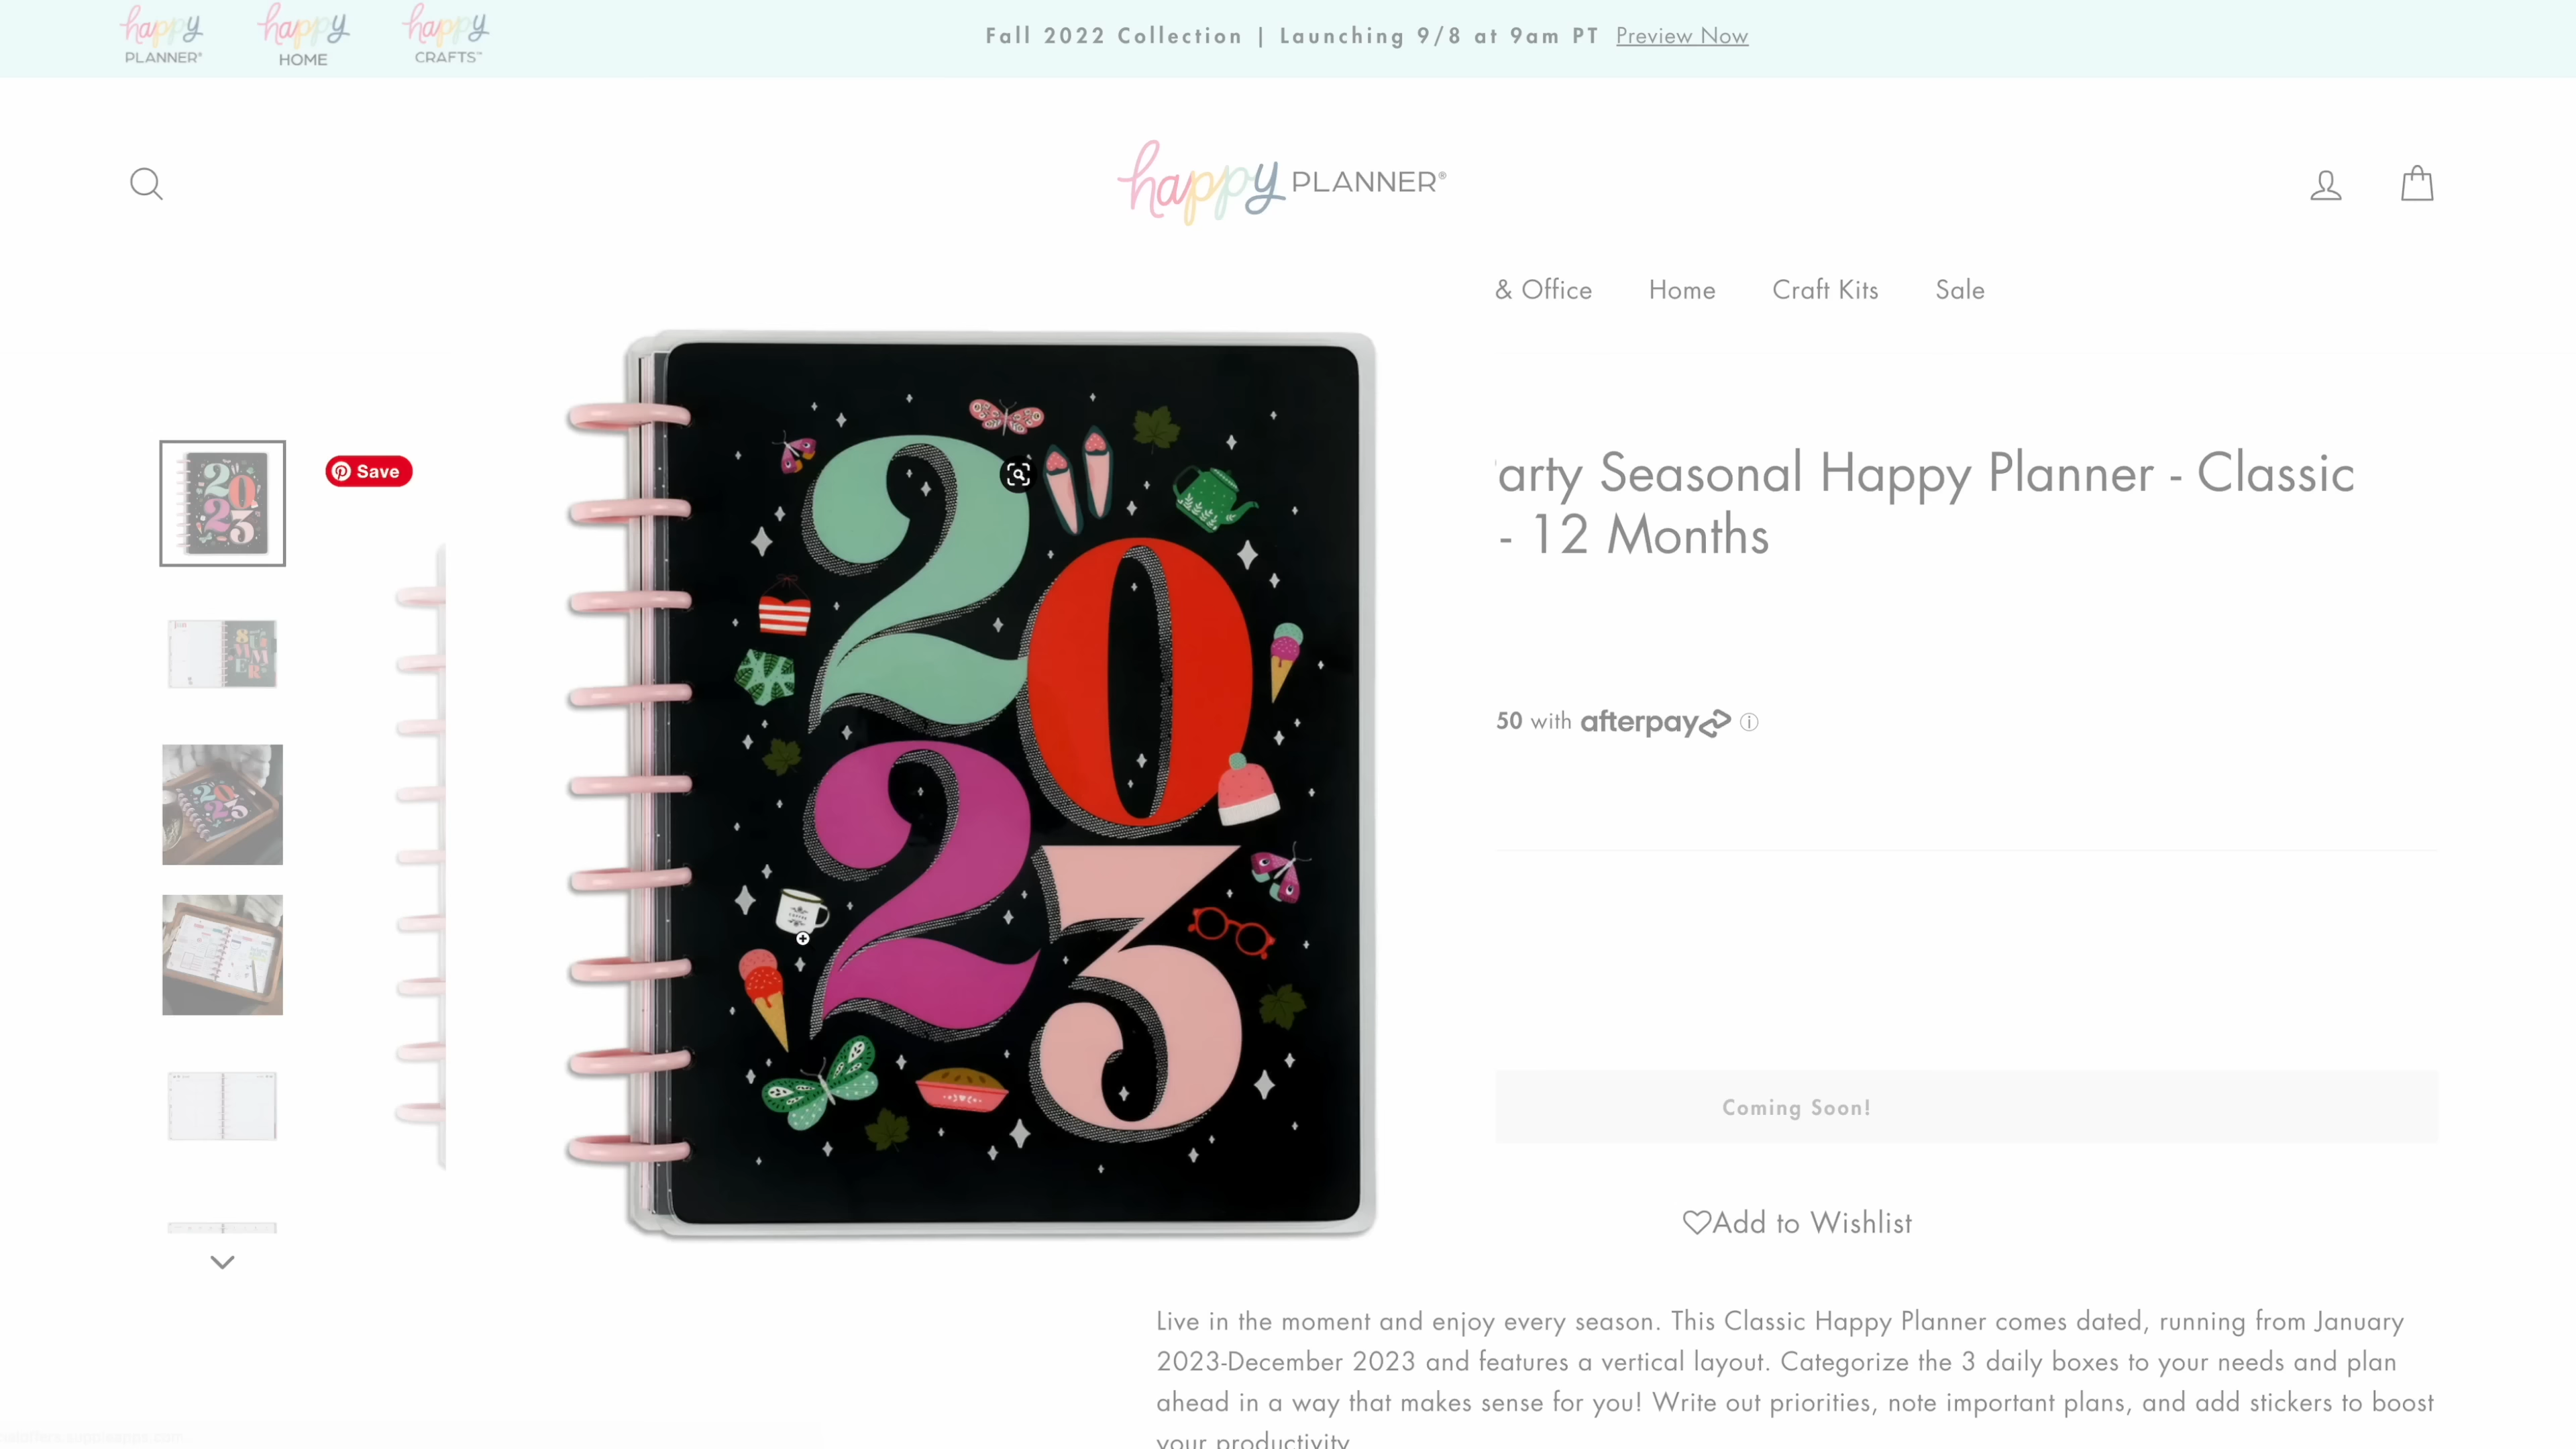 happy PLANNER® happy HOME happy CRAFTS™
Fall 2022 Collection | Launching 9/8 at 9am PT Preview Now
happy PLANNER®
& Office Home Craft Kits Sale
Save
arty Seasonal Happy Planner - Classic
- 12 Months
2023
50 with afterpay
COFFEE
Coming Soon!
Add to Wishlist
Live in the moment and enjoy every season. This Classic Happy Planner comes dated, running from January
2023-December 2023 and features a vertical layout. Categorize the 3 daily boxes to your needs and plan
ahead in a way that makes sense for you! Write out priorities, note important plans, and add stickers to boost
your productivity